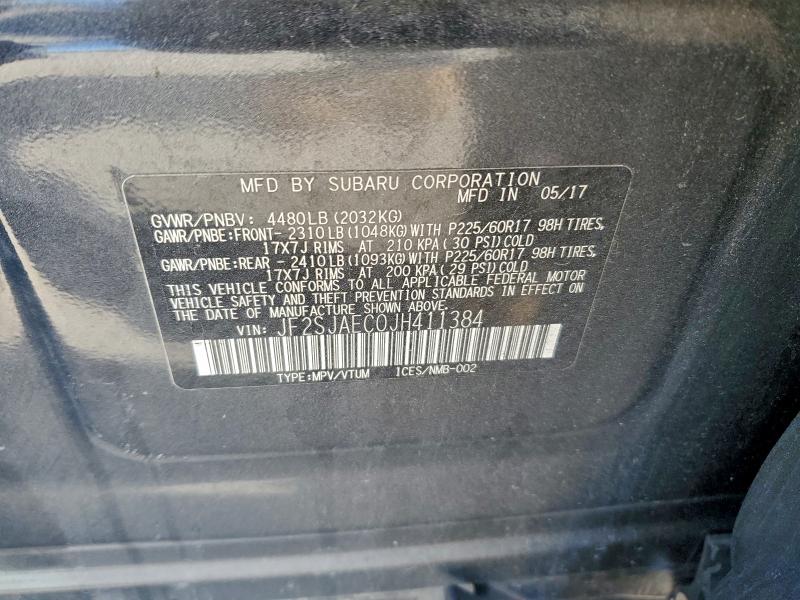 MFD BY SUBARU CORPORATION
MFD IN 05/17
GVWR/PNBV: 4480LB(2032KG)
GAWR/PNBE:FRONT- 2310LB(1048KG)WITH P225/60R17 98H TIRES,
17X7J RIMS AT 210 KPA(30 PSI)COLD
GAWR/PNBE:REAR - 2410LB(1093KG)WITH P225/60R17 98H TIRES,
17X7J RIMS AT 200 KPA(29 PSI)COLD
THIS VEHICLE CONFORMS TO ALL APPLICABLE FEDERAL MOTOR
VEHICLE SAFETY AND THEFT PREVENTION STANDARDS IN EFFECT ON
THE DATE OF MANUFACTURE SHOWN ABOVE.
VIN: JF2SJAEC0JH411384
TYPE:MPV/VTUM ICES/NMB-002